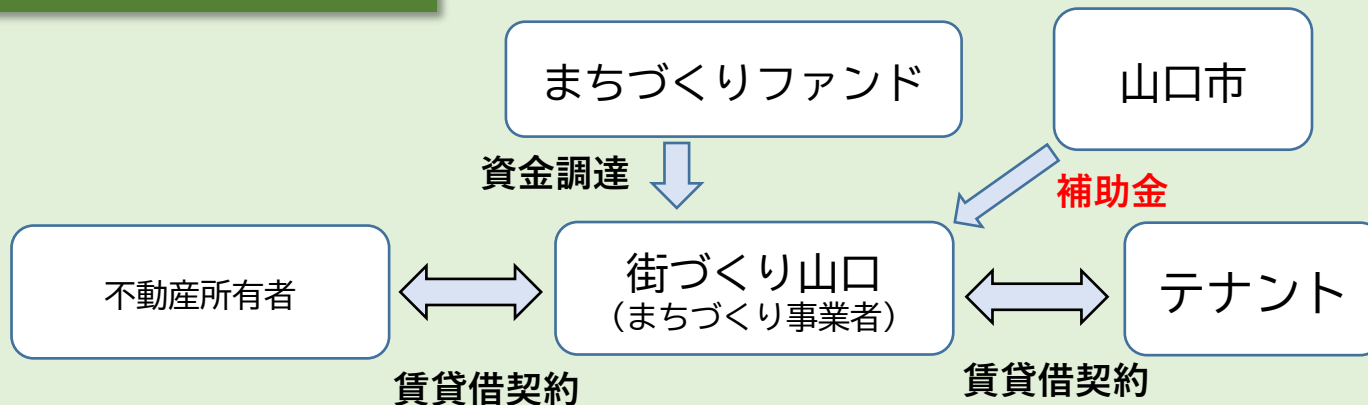 まちづくりファンド
山口市
資金調達
補助金
不動産所有者
街づくり山口
（まちづくり事業者）
テナント
賃貸借契約
賃貸借契約